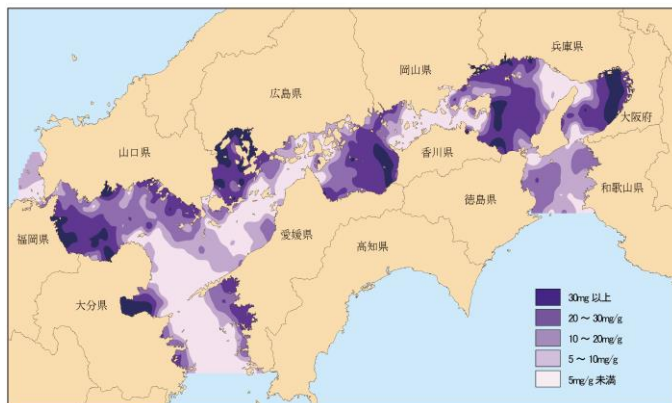 兵庫県
岡山県
広島県
大阪府
山口県
香川県
和歌山県
徳島県
福岡県
愛媛県
高知県
大分県
30mg 以上
20 ~ 30mg/g
10 ~ 20mg/g
5 ~ 10mg/g
5mg/g 未満